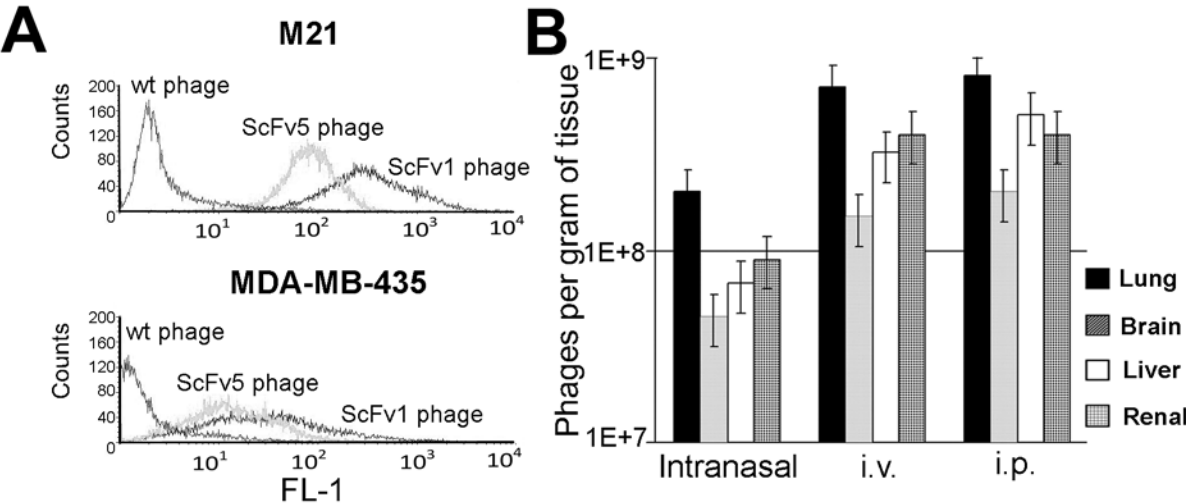 A
M21
Counts
200
160
120
80
40
0
wt phage
ScFv5 phage
ScFv1 phage
10¹ 10² 10³ 10⁴
MDA-MB-435
Counts
200
160
120
80
40
0
wt phage
ScFv5 phage
ScFv1 phage
10¹ 10² 10³ 10⁴
FL-1
B
Phages per gram of tissue
1E+9
1E+8
1E+7
Intranasal i.v. i.p.
Lung
Brain
Liver
Renal